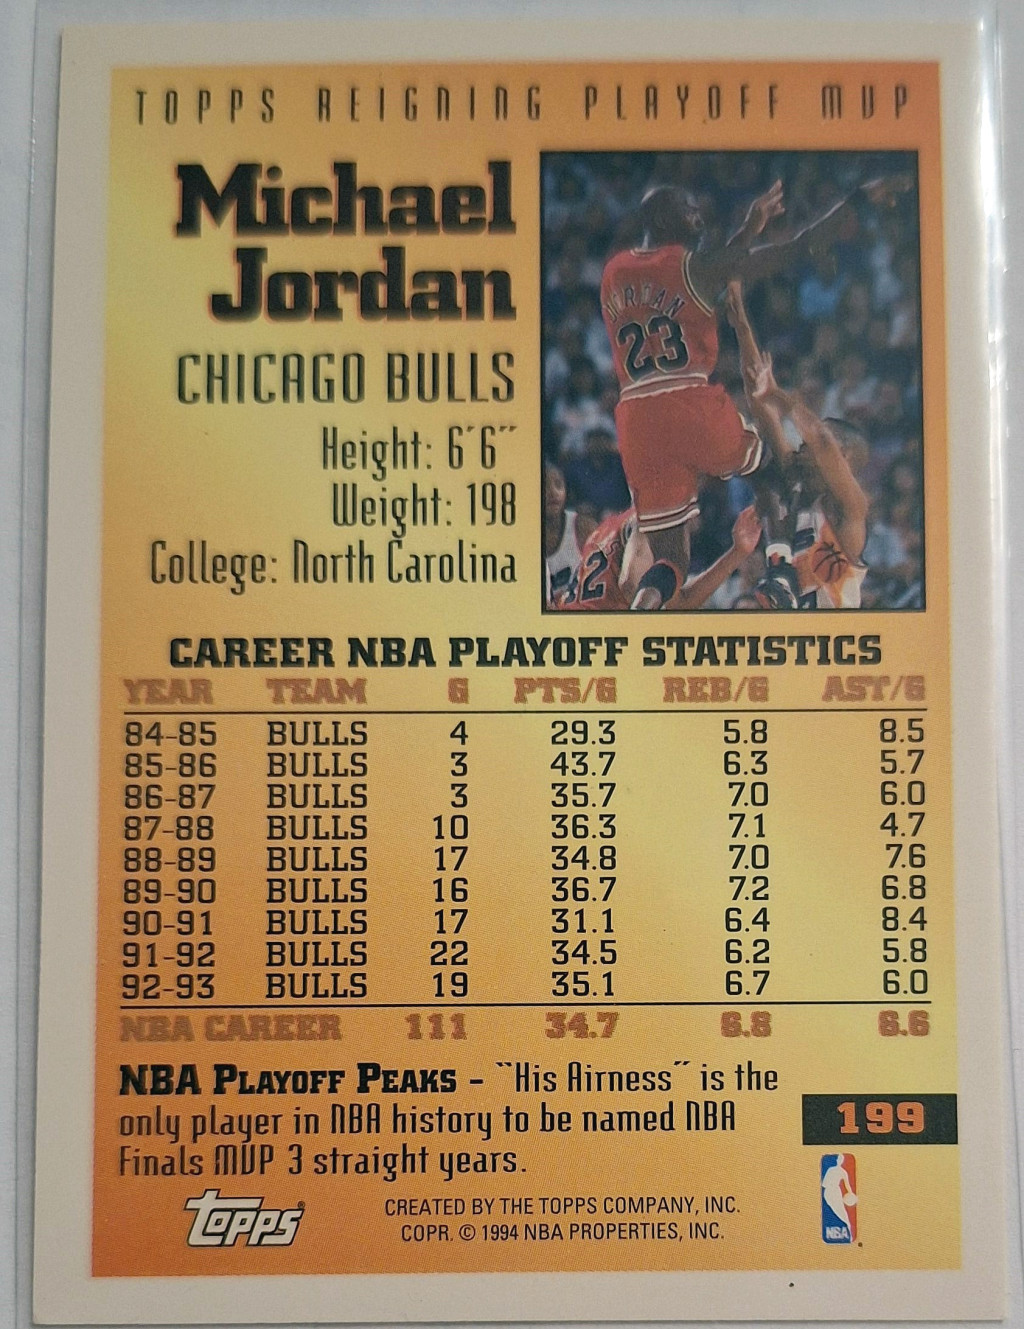 TOPPS REIGNING PLAYOFF MVP
Michael
Jordan
CHICAGO BULLS
Height: 6'6"
Weight: 198
College: North Carolina
JORDAN
23
CAREER NBA PLAYOFF STATISTICS
YEAR TEAM G PTS/G REB/G AST/G
84-85 BULLS 4 29.3 5.8 8.5
85-86 BULLS 3 43.7 6.3 5.7
86-87 BULLS 3 35.7 7.0 6.0
87-88 BULLS 10 36.3 7.1 4.7
88-89 BULLS 17 34.8 7.0 7.6
89-90 BULLS 16 36.7 7.2 6.8
90-91 BULLS 17 31.1 6.4 8.4
91-92 BULLS 22 34.5 6.2 5.8
92-93 BULLS 19 35.1 6.7 6.0
NBA CAREER 111 34.7 6.8 6.6
NBA PLAYOFF PEAKS - "His Airness" is the
only player in NBA history to be named NBA
Finals MVP 3 straight years.
199
TOPPS®
CREATED BY THE TOPPS COMPANY, INC.
COPR. © 1994 NBA PROPERTIES, INC.
NBA